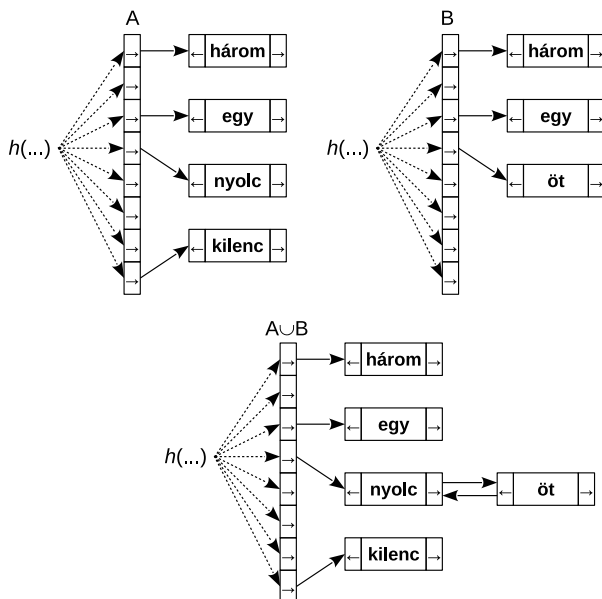 A
→
→
→
→
→
→
→
→
h(...)
← három →
← egy →
← nyolc →
← kilenc →
B
→
→
→
→
→
→
→
→
h(...)
← három →
← egy →
← öt →
A∪B
→
→
→
→
→
→
→
→
h(...)
← három →
← egy →
← nyolc →
← öt →
← kilenc →